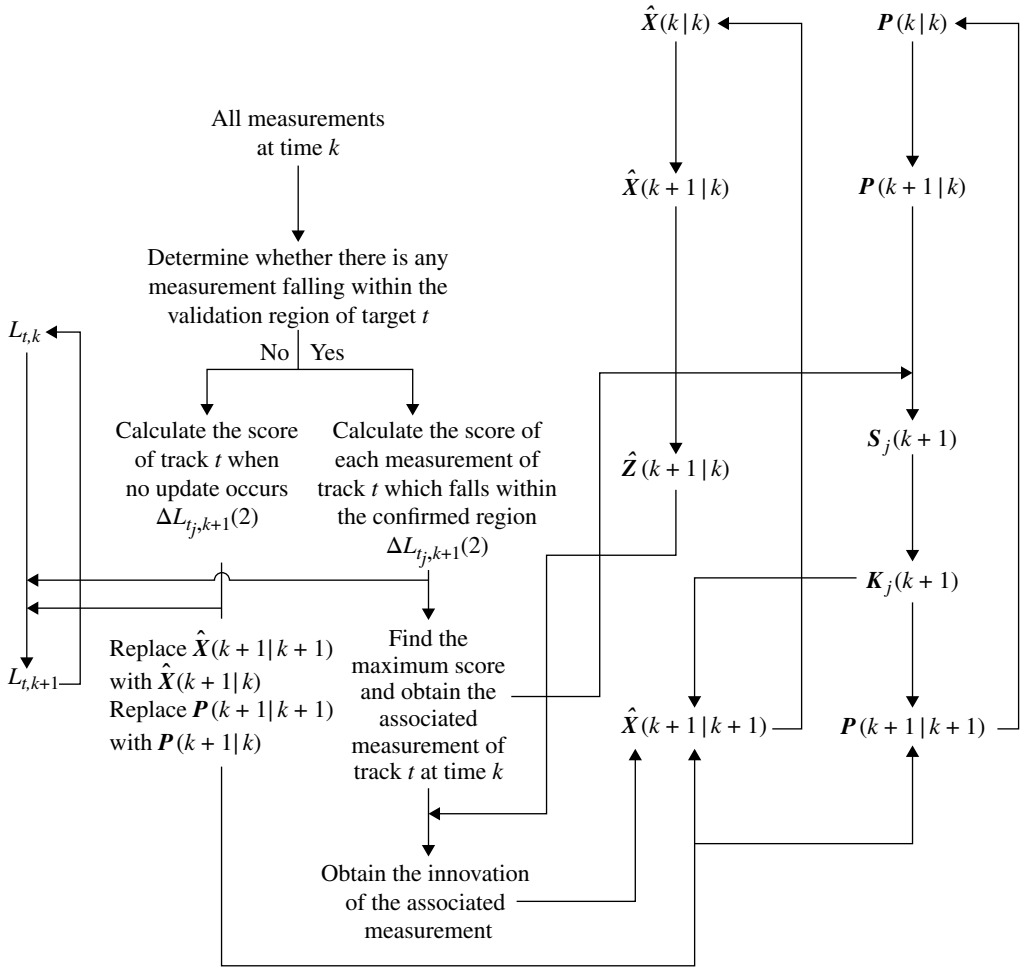 X̂(k|k)
P(k|k)
All measurements
at time k
X̂(k + 1|k)
P(k + 1|k)
Determine whether there is any
measurement falling within the
validation region of target t
L_{t,k}
No
Yes
Calculate the score
of track t when
no update occurs
ΔL_{t_j,k+1}(2)
Calculate the score of
each measurement of
track t which falls within
the confirmed region
ΔL_{t_j,k+1}(2)
Ẑ(k + 1|k)
S_j(k + 1)
K_j(k + 1)
L_{t,k+1}
Replace X̂(k + 1|k + 1)
with X̂(k + 1|k)
Replace P(k + 1|k + 1)
with P(k + 1|k)
Find the
maximum score
and obtain the
associated
measurement of
track t at time k
X̂(k + 1|k + 1)
P(k + 1|k + 1)
Obtain the innovation
of the associated
measurement